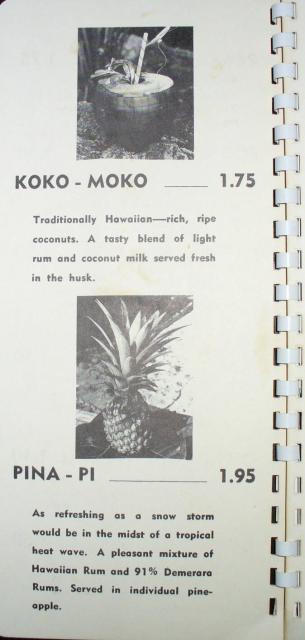 KOKO - MOKO _____ 1.75
Traditionally Hawaiian—rich, ripe
coconuts. A tasty blend of light
rum and coconut milk served fresh
in the husk.
PINA - PI __________ 1.95
As refreshing as a snow storm
would be in the midst of a tropical
heat wave. A pleasant mixture of
Hawaiian Rum and 91% Demerara
Rums. Served in individual pine-
apple.